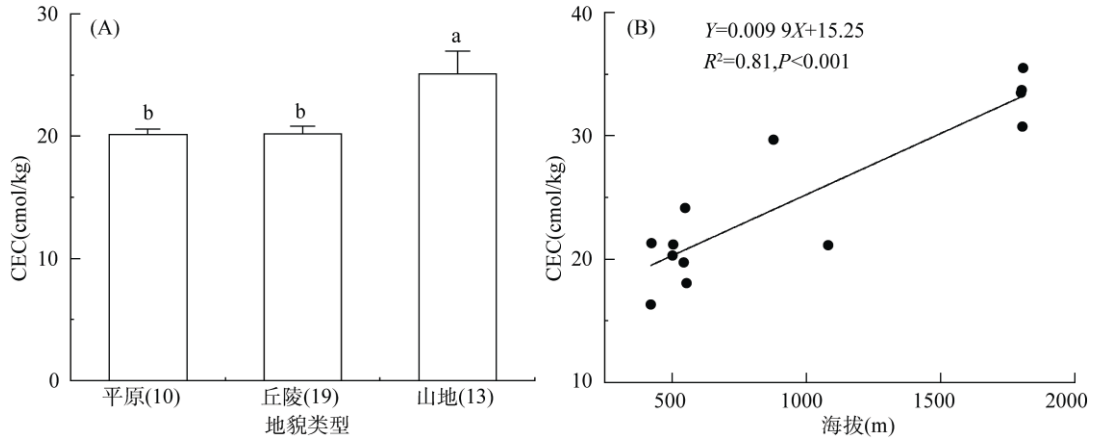 (A)
30
20
10
0
CEC(cmol/kg)
b
b
a
平原(10)
丘陵(19)
山地(13)
地貌类型
(B)
Y=0.009 9X+15.25
R²=0.81,P<0.001
40
30
20
10
CEC(cmol/kg)
500
1000
1500
2000
海拔(m)